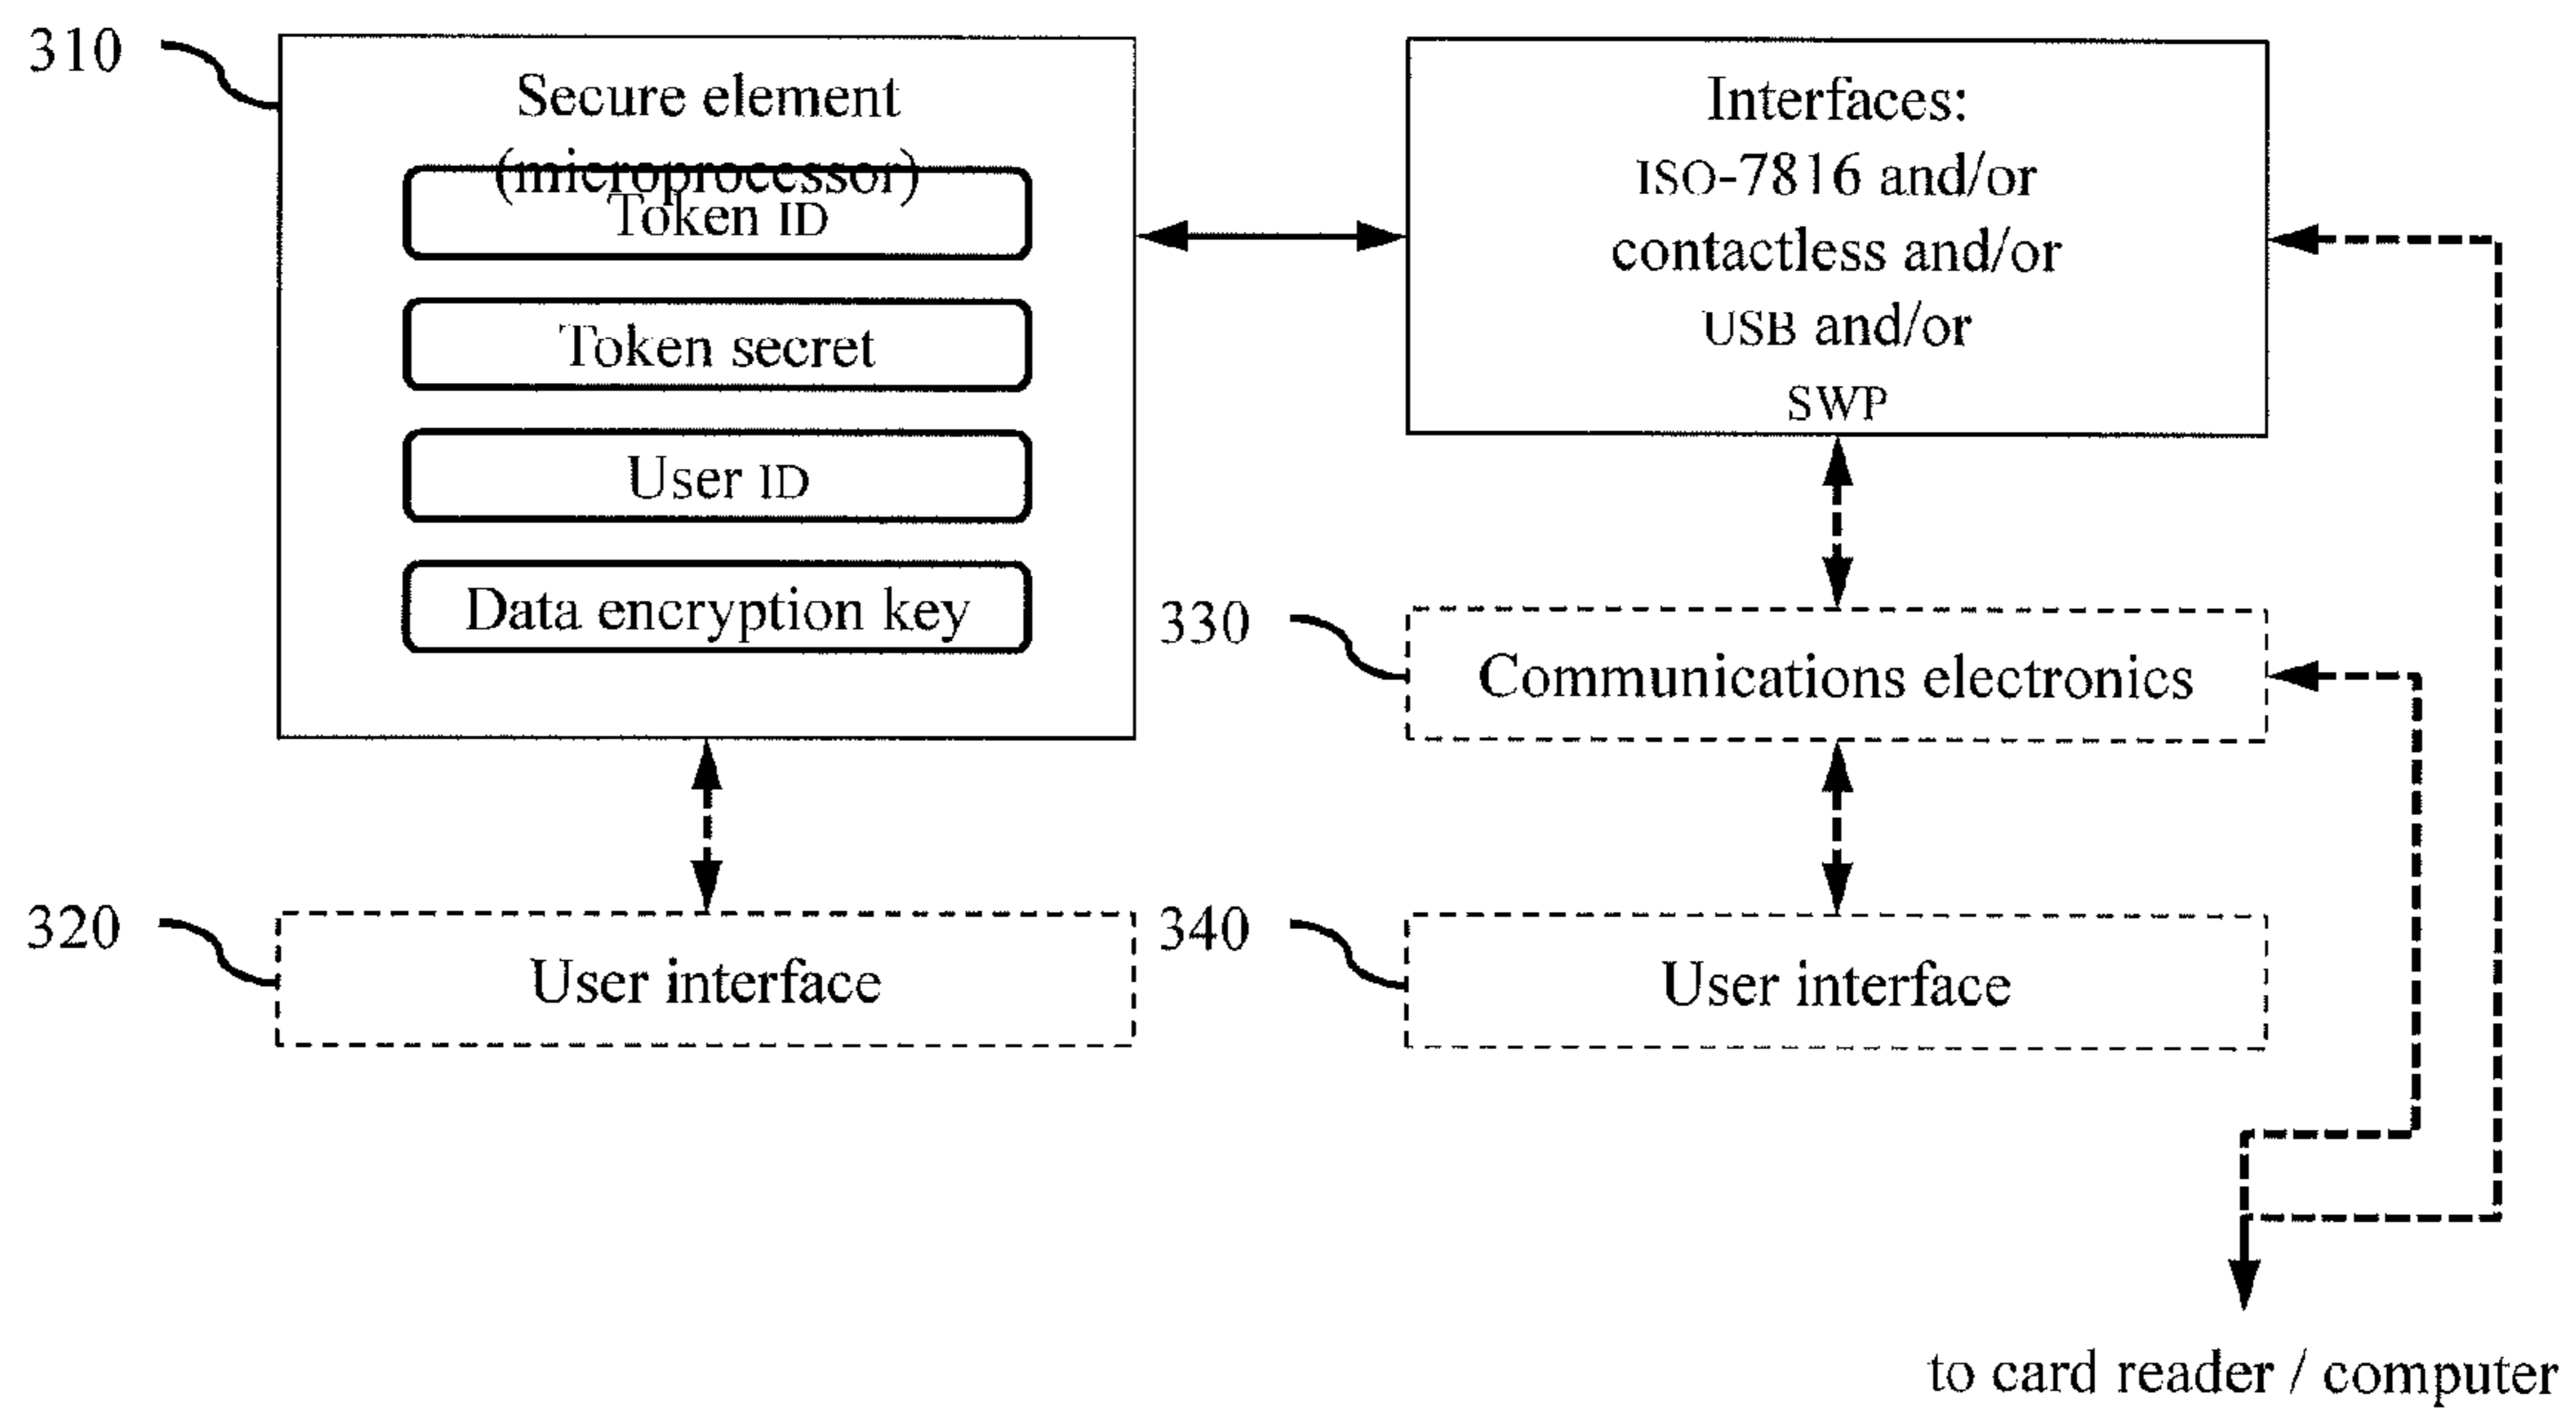 310
Secure element
(microprocessor)
Token ID
Token secret
User ID
Data encryption key
Interfaces:
ISO-7816 and/or
contactless and/or
USB and/or
SWP
330
Communications electronics
320
User interface
340
User interface
to card reader / computer